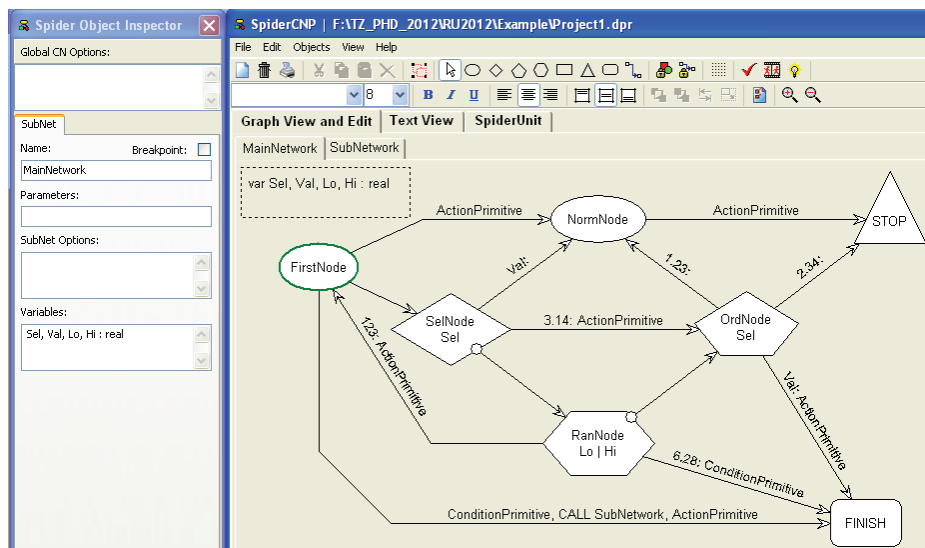 Spider Object Inspector
Global CN Options:
SubNet
Name:
Breakpoint:
MainNetwork
Parameters:
SubNet Options:
Variables:
Sel, Val, Lo, Hi : real
SpiderCNP | F:\TZ_PHD_2012\RU2012\Example\Project1.dpr
File Edit Objects View Help
8
B I U
Graph View and Edit Text View SpiderUnit
MainNetwork SubNetwork
var Sel, Val, Lo, Hi : real
ActionPrimitive
NormNode
ActionPrimitive
STOP
FirstNode
Val:
1.23:
2.34:
SelNode
Sel
3.14: ActionPrimitive
OrdNode
Sel
123: ActionPrimitive
Val: ActionPrimitive
RanNode
Lo | Hi
6.28: ConditionPrimitive
ConditionPrimitive, CALL SubNetwork, ActionPrimitive
FINISH